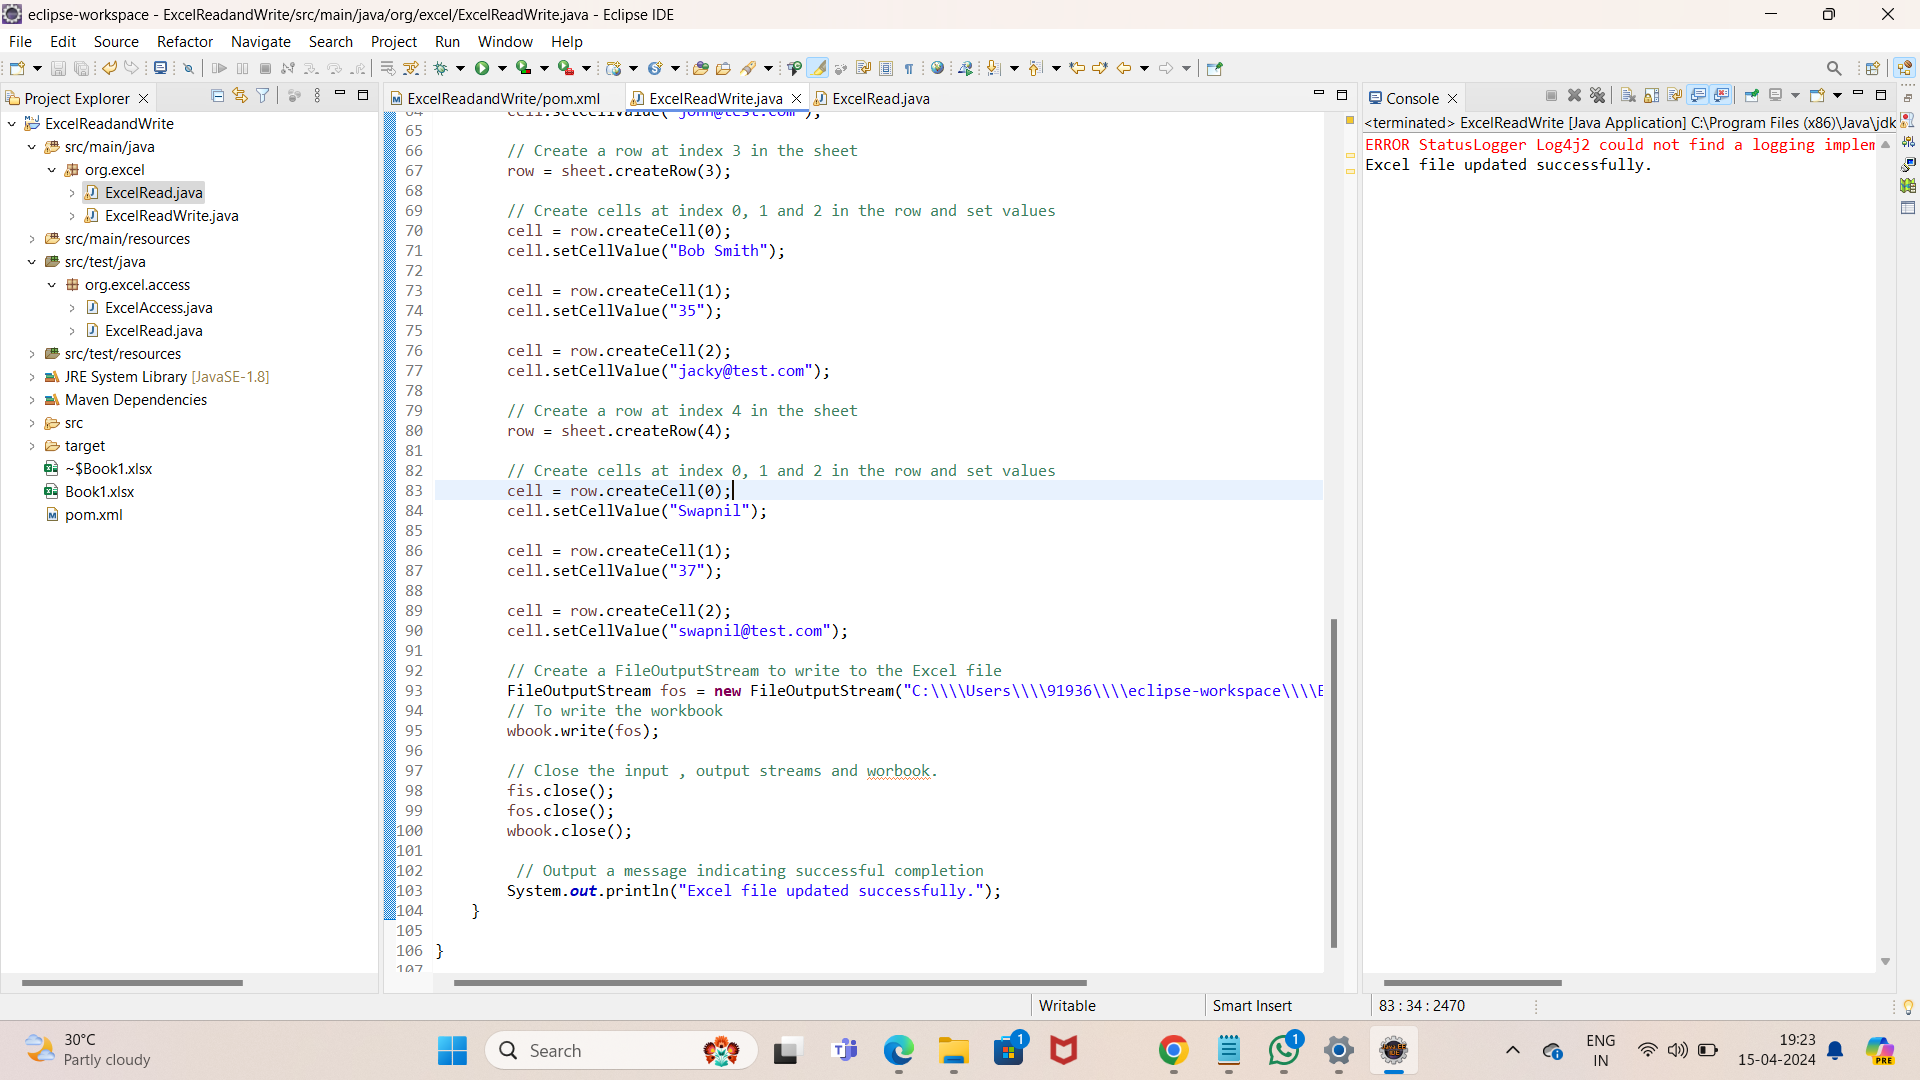 eclipse-workspace - ExcelReadandWrite/src/main/java/org/excel/ExcelReadWrite.java - Eclipse IDE
File Edit Source Refactor Navigate Search Project Run Window Help
Project Explorer
ExcelReadandWrite
src/main/java
org.excel
ExcelRead.java
ExcelReadWrite.java
src/main/resources
src/test/java
org.excel.access
ExcelAccess.java
ExcelRead.java
src/test/resources
JRE System Library [JavaSE-1.8]
Maven Dependencies
src
target
~$Book1.xlsx
Book1.xlsx
pom.xml
ExcelReadandWrite/pom.xml ExcelReadWrite.java ExcelRead.java
64 cell.setCellValue("john@test.com");
65
66 // Create a row at index 3 in the sheet
67 row = sheet.createRow(3);
68
69 // Create cells at index 0, 1 and 2 in the row and set values
70 cell = row.createCell(0);
71 cell.setCellValue("Bob Smith");
72
73 cell = row.createCell(1);
74 cell.setCellValue("35");
75
76 cell = row.createCell(2);
77 cell.setCellValue("jacky@test.com");
78
79 // Create a row at index 4 in the sheet
80 row = sheet.createRow(4);
81
82 // Create cells at index 0, 1 and 2 in the row and set values
83 cell = row.createCell(0);
84 cell.setCellValue("Swapnil");
85
86 cell = row.createCell(1);
87 cell.setCellValue("37");
88
89 cell = row.createCell(2);
90 cell.setCellValue("swapnil@test.com");
91
92 // Create a FileOutputStream to write to the Excel file
93 FileOutputStream fos = new FileOutputStream("C:\\\\Users\\\\91936\\\\eclipse-workspace\\\\E
94 // To write the workbook
95 wbook.write(fos);
96
97 // Close the input , output streams and worbook.
98 fis.close();
99 fos.close();
100 wbook.close();
101
102 // Output a message indicating successful completion
103 System.out.println("Excel file updated successfully.");
104 }
105
106 }
107
Console
<terminated> ExcelReadWrite [Java Application] C:\Program Files (x86)\Java\jdk
ERROR StatusLogger Log4j2 could not find a logging implem
Excel file updated successfully.
Writable Smart Insert 83 : 34 : 2470
30°C
Partly cloudy
Search
1
1
ENG
IN
19:23
15-04-2024
PRE